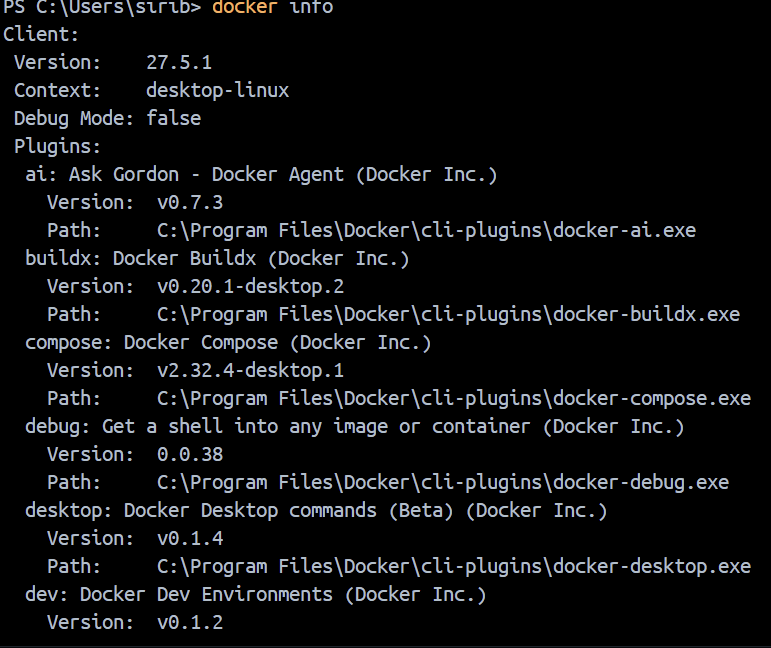 PS C:\Users\sirib> docker info
Client:
 Version:    27.5.1
 Context:    desktop-linux
 Debug Mode: false
 Plugins:
  ai: Ask Gordon - Docker Agent (Docker Inc.)
    Version:  v0.7.3
    Path:     C:\Program Files\Docker\cli-plugins\docker-ai.exe
  buildx: Docker Buildx (Docker Inc.)
    Version:  v0.20.1-desktop.2
    Path:     C:\Program Files\Docker\cli-plugins\docker-buildx.exe
  compose: Docker Compose (Docker Inc.)
    Version:  v2.32.4-desktop.1
    Path:     C:\Program Files\Docker\cli-plugins\docker-compose.exe
  debug: Get a shell into any image or container (Docker Inc.)
    Version:  0.0.38
    Path:     C:\Program Files\Docker\cli-plugins\docker-debug.exe
  desktop: Docker Desktop commands (Beta) (Docker Inc.)
    Version:  v0.1.4
    Path:     C:\Program Files\Docker\cli-plugins\docker-desktop.exe
  dev: Docker Dev Environments (Docker Inc.)
    Version:  v0.1.2